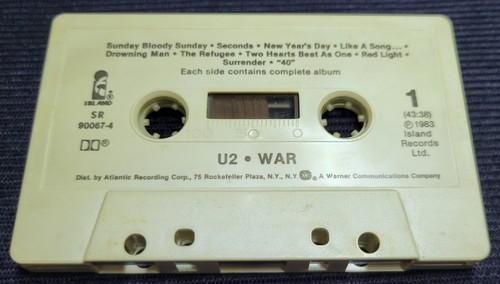 Sunday Bloody Sunday • Seconds • New Year's Day • Like A Song... •
Drowning Man • The Refugee • Two Hearts Beat As One • Red Light •
Surrender • "40"
Each side contains complete album
ISLAND
SR
90067-4
1
(43:38)
℗ 1983
Island
Records
Ltd.
U2 • WAR
Dist. by Atlantic Recording Corp., 75 Rockefeller Plaza, N.Y., N.Y. ® A Warner Communications Company